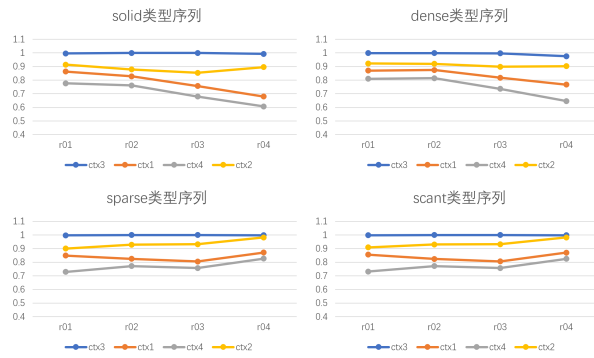 solid类型序列
1.1
1
0.9
0.8
0.7
0.6
0.5
0.4
r01 r02 r03 r04
ctx3 ctx1 ctx4 ctx2
dense类型序列
1.1
1
0.9
0.8
0.7
0.6
0.5
0.4
r01 r02 r03 r04
ctx3 ctx1 ctx4 ctx2
sparse类型序列
1.1
1
0.9
0.8
0.7
0.6
0.5
0.4
r01 r02 r03 r04
ctx3 ctx1 ctx4 ctx2
scant类型序列
1.1
1
0.9
0.8
0.7
0.6
0.5
0.4
r01 r02 r03 r04
ctx3 ctx1 ctx4 ctx2